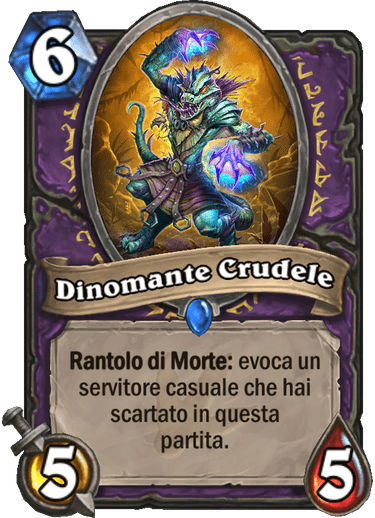 6
Dinomante Crudele
Rantolo di Morte: evoca un
servitore casuale che hai
scartato in questa
partita.
5
5